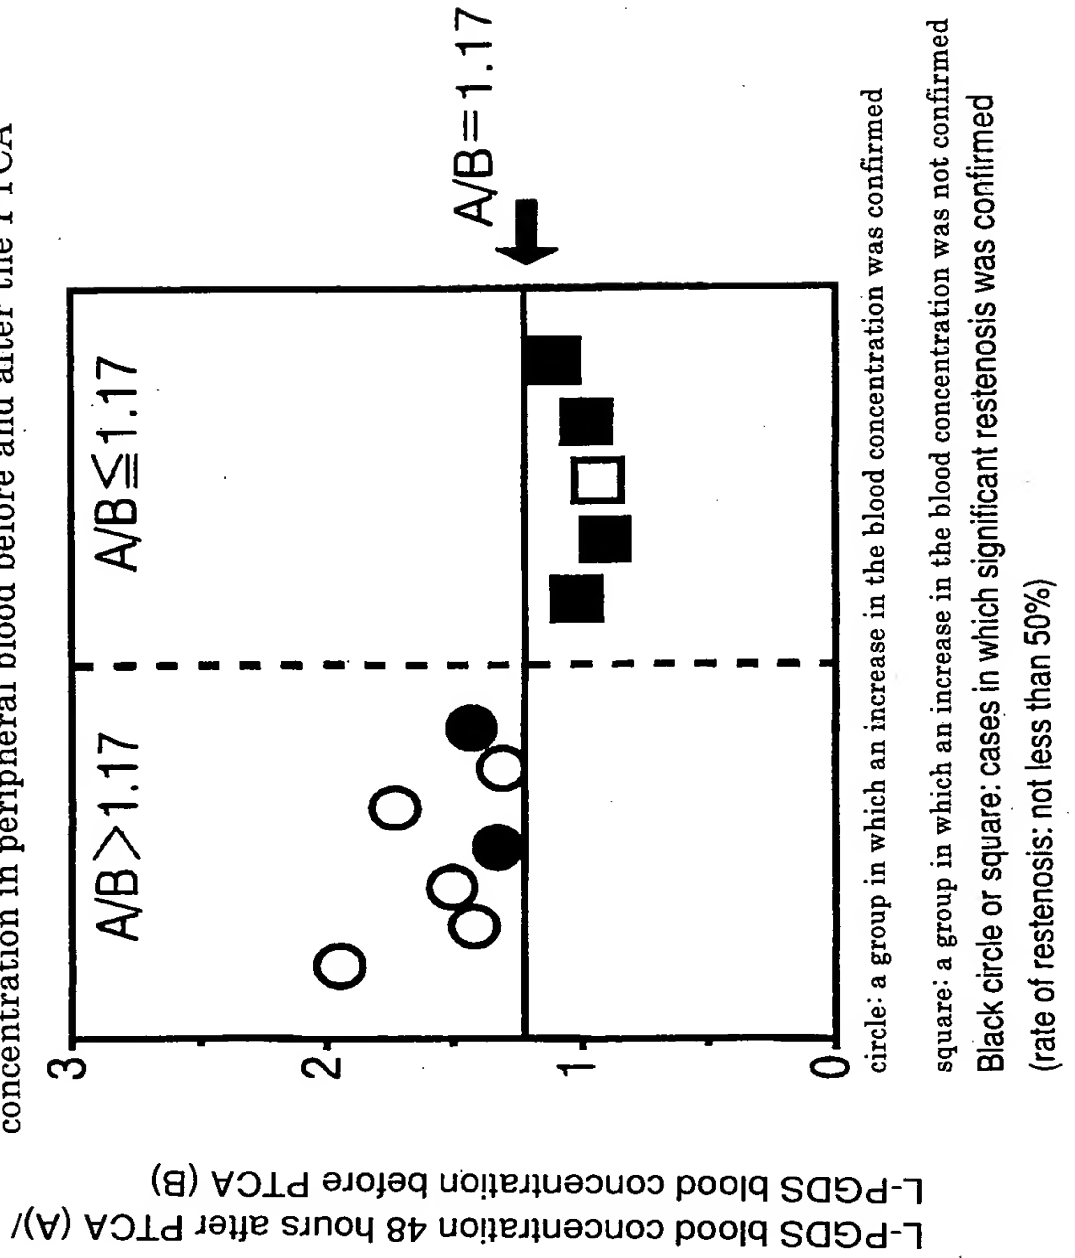 concentration in peripheral blood before and after the PTCA
L-PGDS blood concentration 48 hours after PTCA (A)/
L-PGDS blood concentration before PTCA (B)
3
2
1
0
A/B>1.17
A/B≦1.17
A/B=1.17
circle: a group in which an increase in the blood concentration was confirmed
square: a group in which an increase in the blood concentration was not confirmed
Black circle or square: cases in which significant restenosis was confirmed
(rate of restenosis: not less than 50%)